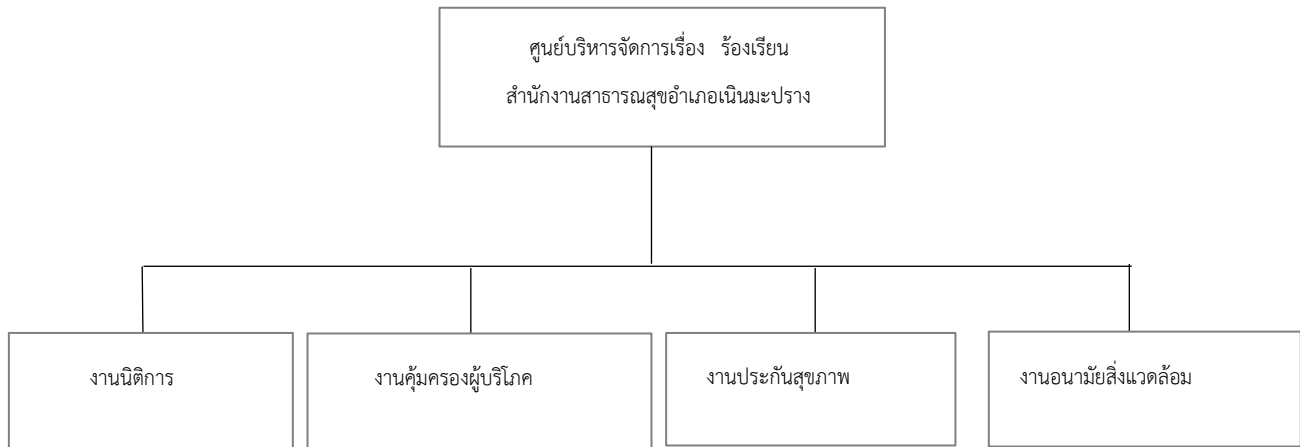 ศูนย์บริหารจัดการเรื่อง ร้องเรียน
สำนักงานสาธารณสุขอำเภอเนินมะปราง
งานนิติการ
งานคุ้มครองผู้บริโภค
งานประกันสุขภาพ
งานอนามัยสิ่งแวดล้อม